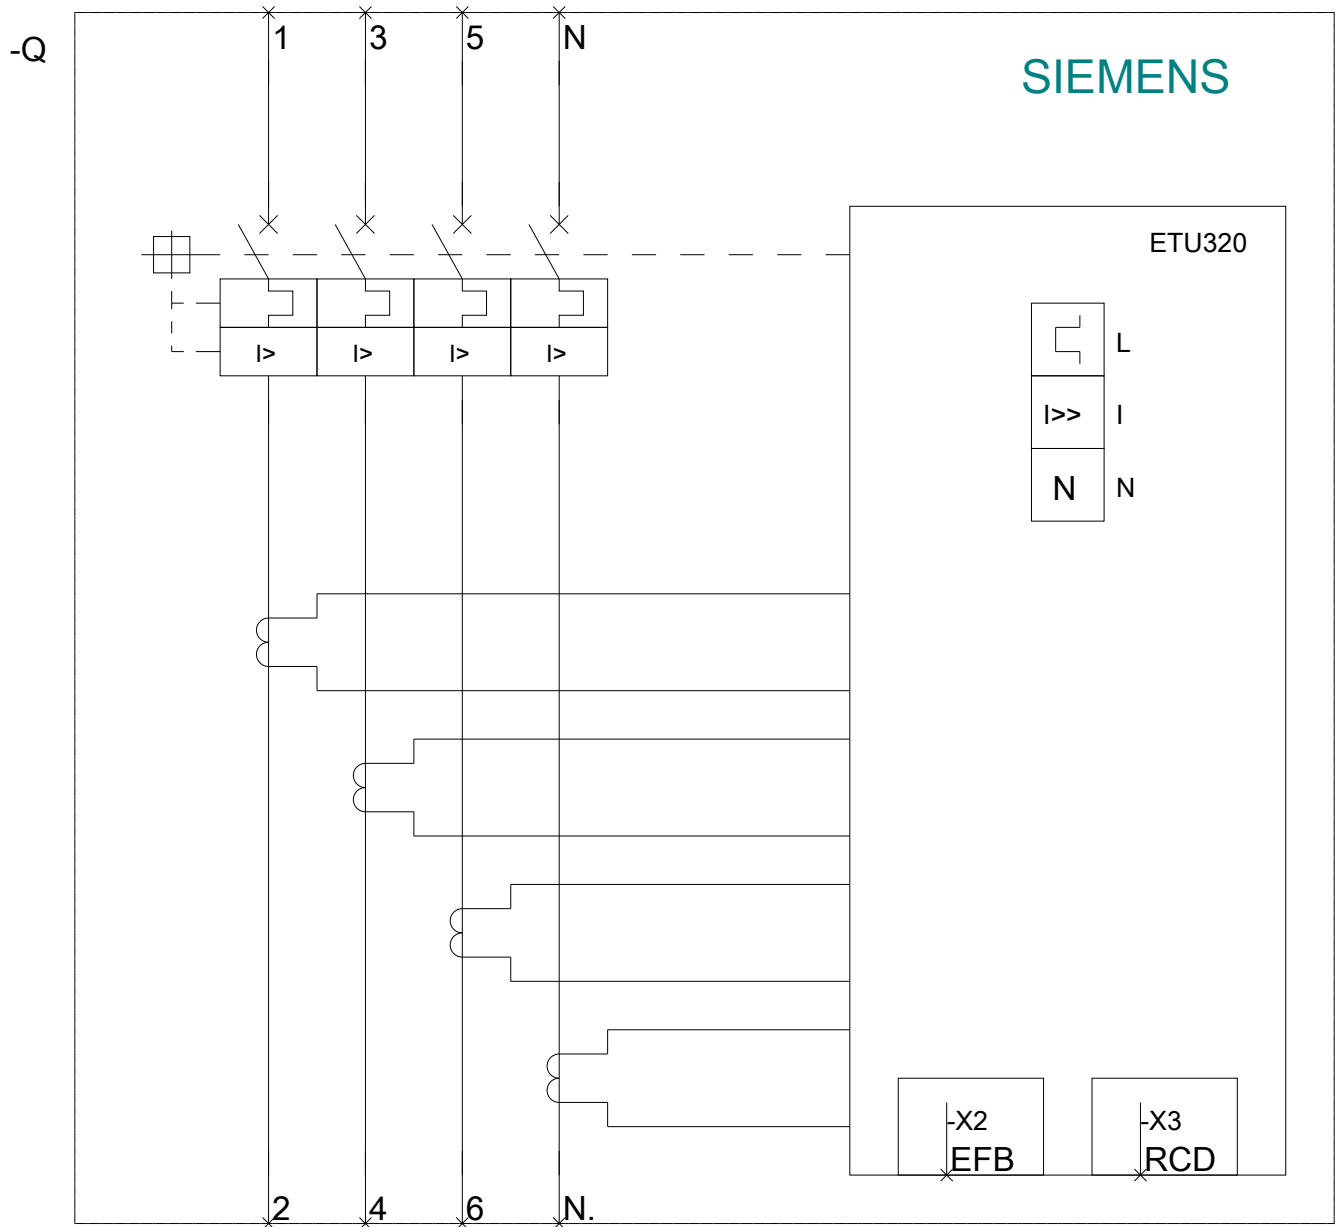 1 3 5 N
-Q
SIEMENS
ETU320
I> I> I> I>
L
I>> I
N N
-X2 -X3
EFB RCD
2 4 6 N.